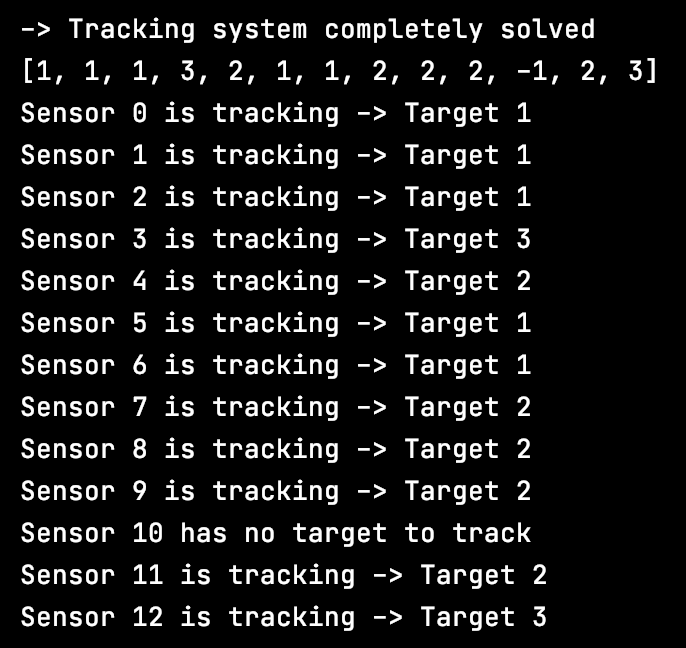 -> Tracking system completely solved
[1, 1, 1, 3, 2, 1, 1, 2, 2, 2, -1, 2, 3]
Sensor 0 is tracking -> Target 1
Sensor 1 is tracking -> Target 1
Sensor 2 is tracking -> Target 1
Sensor 3 is tracking -> Target 3
Sensor 4 is tracking -> Target 2
Sensor 5 is tracking -> Target 1
Sensor 6 is tracking -> Target 1
Sensor 7 is tracking -> Target 2
Sensor 8 is tracking -> Target 2
Sensor 9 is tracking -> Target 2
Sensor 10 has no target to track
Sensor 11 is tracking -> Target 2
Sensor 12 is tracking -> Target 3